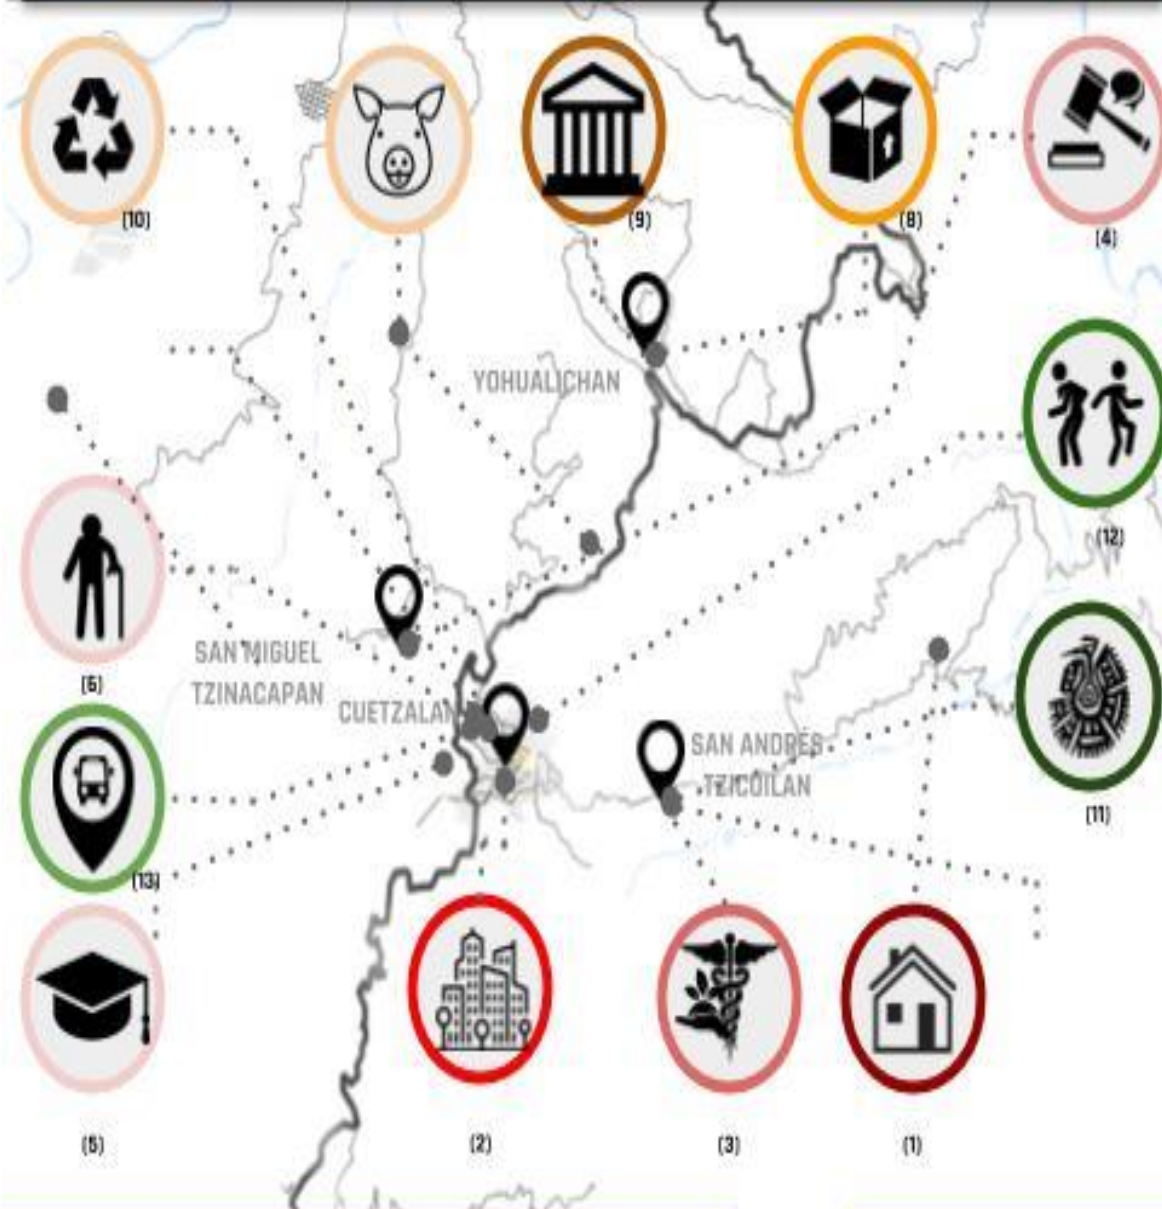 (10)
(9)
(8)
(4)
YOHUALICHAN
(12)
SAN MIGUEL
TZINACAPAN
(6)
CUETZALAN
SAN ANDRÉS
TZICUILAN
(11)
(13)
(5)
(2)
(3)
(1)